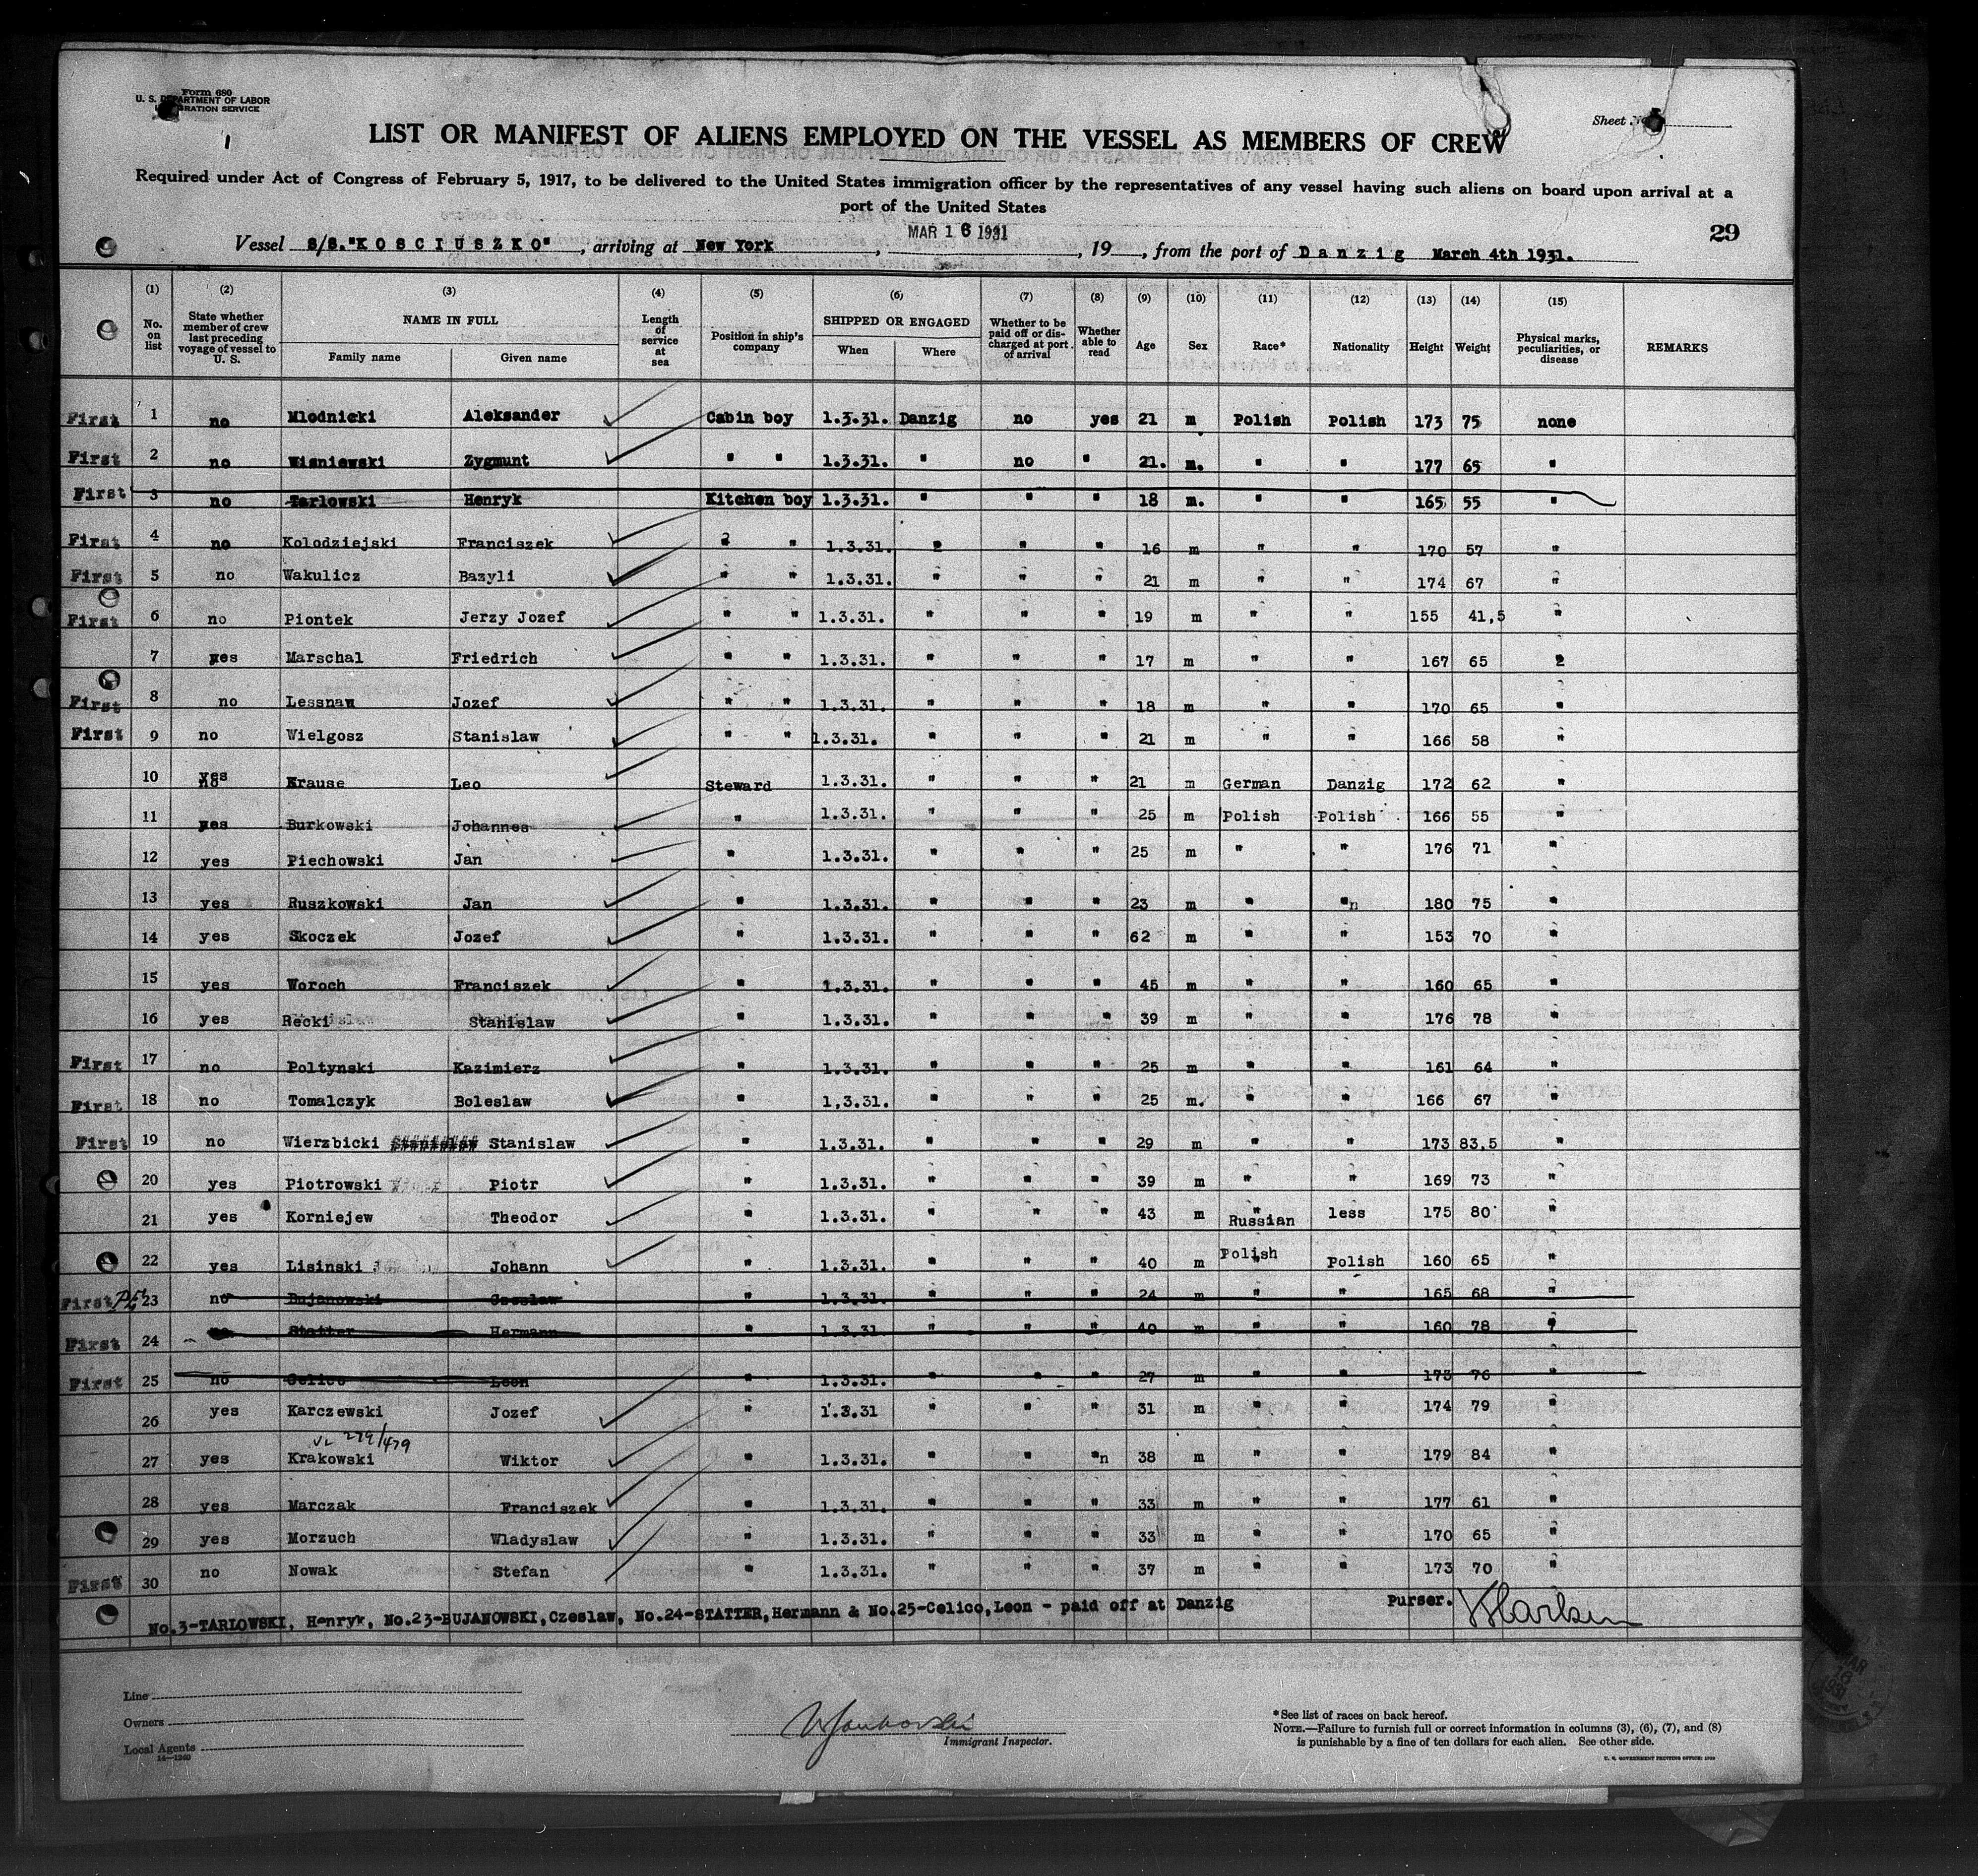 Form 680
U. S. DEPARTMENT OF LABOR
IMMIGRATION SERVICE
Sheet No.
LIST OR MANIFEST OF ALIENS EMPLOYED ON THE VESSEL AS MEMBERS OF CREW
Required under Act of Congress of February 5, 1917, to be delivered to the United States immigration officer by the representatives of any vessel having such aliens on board upon arrival at a
port of the United States
29
Vessel S/S."KOSCIUSZKO", arriving at New York, MAR 16 1931, 19, from the port of Danzig March 4th 1931.
(1) (2) (3) (4) (5) (6) (7) (8) (9) (10) (11) (12) (13) (14) (15)
No. on list State whether member of crew last preceding voyage of vessel to U. S. NAME IN FULL Family name Given name Length of service at sea Position in ship's company SHIPPED OR ENGAGED When Where Whether to be paid off or discharged at port of arrival Whether able to read Age Sex Race* Nationality Height Weight Physical marks, peculiarities, or disease REMARKS
First 1 no Mlodnicki Aleksander Cabin boy 1.3.31. Danzig no yes 21 m Polish Polish 173 75 none
First 2 no Wisniewski Zygmunt " " 1.3.31. " no " 21. m. " " 177 65 "
First 3 no Tarlowski Henryk Kitchen boy 1.3.31. " " " 18 m. " " 165 55 "
First 4 no Kolodziejski Franciszek " " 1.3.31. " " " 16 m " " 170 57 "
First 5 no Wakulicz Bazyli " " 1.3.31. " " " 21 m " " 174 67 "
First 6 no Piontek Jerzy Jozef " " 1.3.31. " " " 19 m " " 155 41,5 "
7 yes Marschal Friedrich " " 1.3.31. " " " 17 m " " 167 65 2
First 8 no Lessnaw Jozef " " 1.3.31. " " " 18 m " " 170 65 "
First 9 no Wielgosz Stanislaw " " 1.3.31. " " " 21 m " " 166 58 "
10 yes no Krause Leo Steward 1.3.31. " " " 21 m German Danzig 172 62 "
11 yes Burkowski Johannes " 1.3.31. " " " 25 m Polish Polish 166 55 "
12 yes Piechowski Jan " 1.3.31. " " " 25 m " " 176 71 "
13 yes Ruszkowski Jan " 1.3.31. " " " 23 m " "n 180 75 "
14 yes Skoczek Jozef " 1.3.31. " " " 62 m " " 153 70 "
15 yes Woroch Franciszek " 1.3.31. " " " 45 m " " 160 65 "
16 yes Recki Stanislaw " 1.3.31. " " " 39 m " " 176 78 "
First 17 no Poltynski Kazimierz " 1.3.31. " " " 25 m " " 161 64 "
First 18 no Tomalczyk Boleslaw " 1.3.31. " " " 25 m. " " 166 67 "
First 19 no Wierzbicki Stanislaw " 1.3.31. " " " 29 m " " 173 83,5 "
20 yes Piotrowski Piotr " 1.3.31. " " " 39 m " " 169 73 "
21 yes Korniejew Theodor " 1.3.31. " " " 43 m " Russian less 175 80 "
22 yes Lisinski Johann " 1.3.31. " " " 40 m Polish Polish 160 65 "
First 23 no Bujanowski Czeslaw " 1.3.31. " " " 24 m " " 165 68 "
First 24 no Statter Hermann " 1.3.31. " " " 40 m " " 160 78 "
First 25 no Celico Leon " 1.3.31. " " " 27 m " " 173 76 "
26 yes Karczewski Jozef " 1.3.31 " " " 31 m " " 174 79 "
279/479
27 yes Krakowski Wiktor " 1.3.31. " " "n 38 m " " 179 84 "
28 yes Marczak Franciszek " 1.3.31. " " " 33 m " " 177 61 "
29 yes Morzuch Wladyslaw " 1.3.31. " " " 33 m " " 170 65 "
First 30 no Nowak Stefan " 1.3.31. " " " 37 m " " 173 70 "
No.3-TARLOWSKI, Henryk, No.23-BUJANOWSKI, Czeslaw, No.24-STATTER, Hermann & No.25-Celico, Leon - paid off at Danzig Purser.
Line
Owners
Local Agents
14—1240
Immigrant Inspector.
*See list of races on back hereof.
NOTE.—Failure to furnish full or correct information in columns (3), (6), (7), and (8)
is punishable by a fine of ten dollars for each alien. See other side.
MAR
16
1931